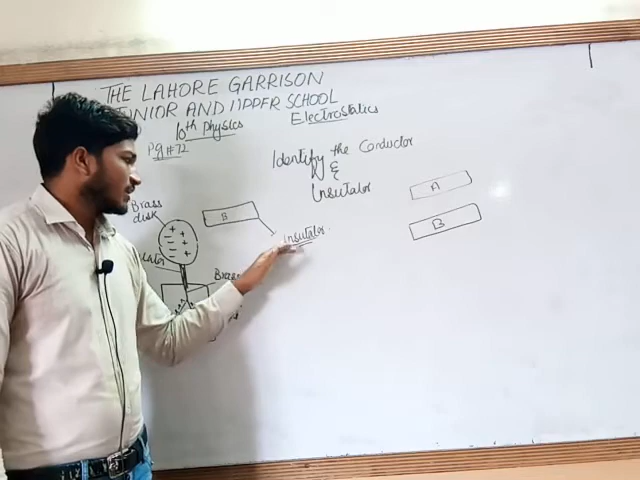 THE LAHORE GARRISON
JUNIOR AND UPPER SCHOOL
10th Physics
Electrostatics
Pg#72
Identify the Conductor
&
Insulator
A
B
Brass
disk
B
insulator